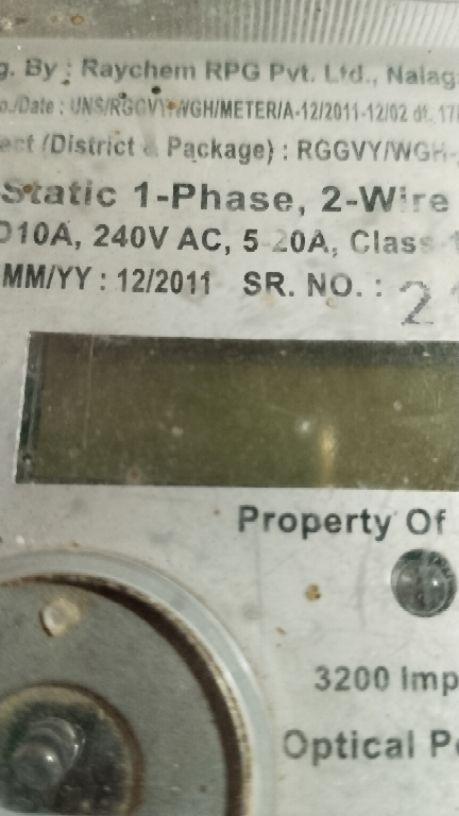 g. By : Raychem RPG Pvt. Ltd., Nalag
o./Date : UNS/RGGVY/WGH/METER/A-12/2011-12/02 dt. 17
ect (District & Package) : RGGVY/WGH-
Static 1-Phase, 2-Wire
D10A, 240V AC, 5-20A, Class 1
MM/YY : 12/2011 SR. NO. : 2
Property Of
3200 Imp
Optical Po